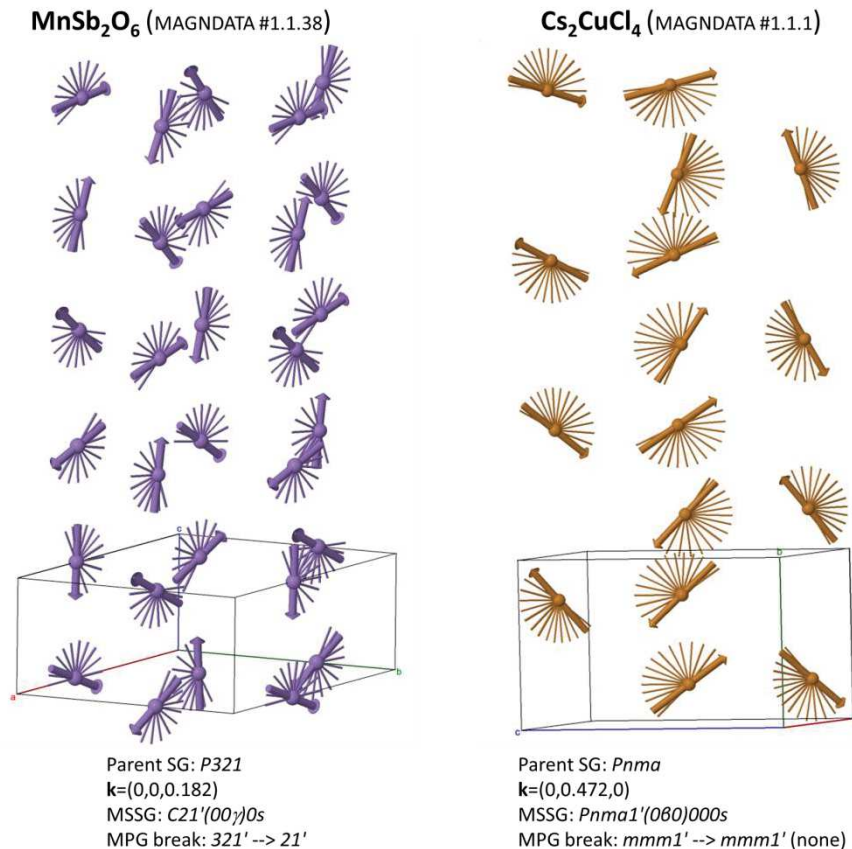 MnSb₂O₆ (MAGNDATA #1.1.38)
Cs₂CuCl₄ (MAGNDATA #1.1.1)
c
a
b
b
c
Parent SG: P321
k=(0,0,0.182)
MSSG: C21'(00γ)0s
MPG break: 321' --> 21'
Parent SG: Pnma
k=(0,0.472,0)
MSSG: Pnma1'(0β0)000s
MPG break: mmm1' --> mmm1' (none)